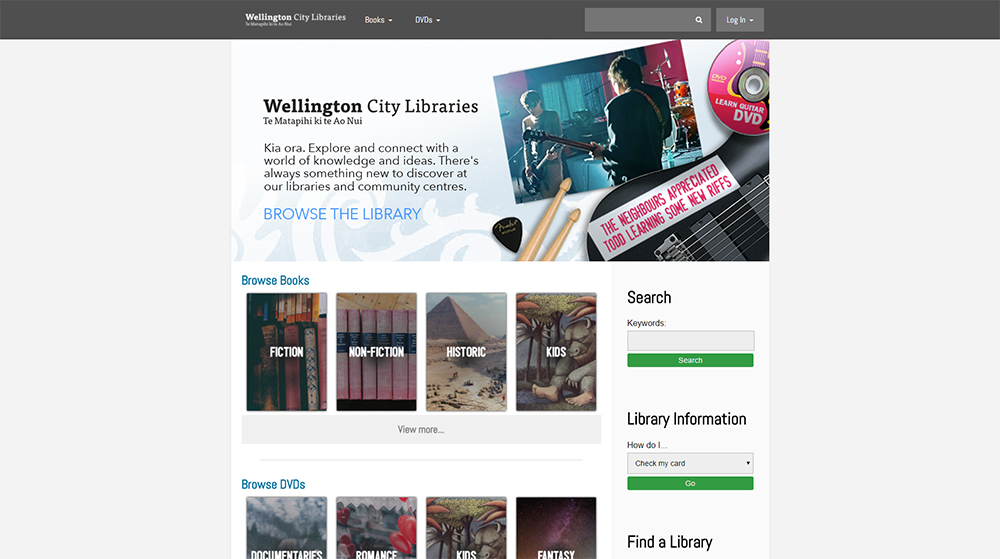 Wellington City Libraries
Te Matapihi ki te Ao Nui
Books
DVDs
Log In
Wellington City Libraries
Te Matapihi ki te Ao Nui
Kia ora. Explore and connect with a
world of knowledge and ideas. There's
always something new to discover at
our libraries and community centres.
BROWSE THE LIBRARY
DVD
LEARN GUITAR
DVD
THE NEIGHBOURS APPRECIATED
TODD LEARNING SOME NEW RIFFS
Fender
Browse Books
FICTION
NON-FICTION
HISTORIC
KIDS
View more...
Browse DVDs
DOCUMENTARIES
ROMANCE
KIDS
FANTASY
Search
Keywords:
Search
Library Information
How do I...
Check my card
Go
Find a Library